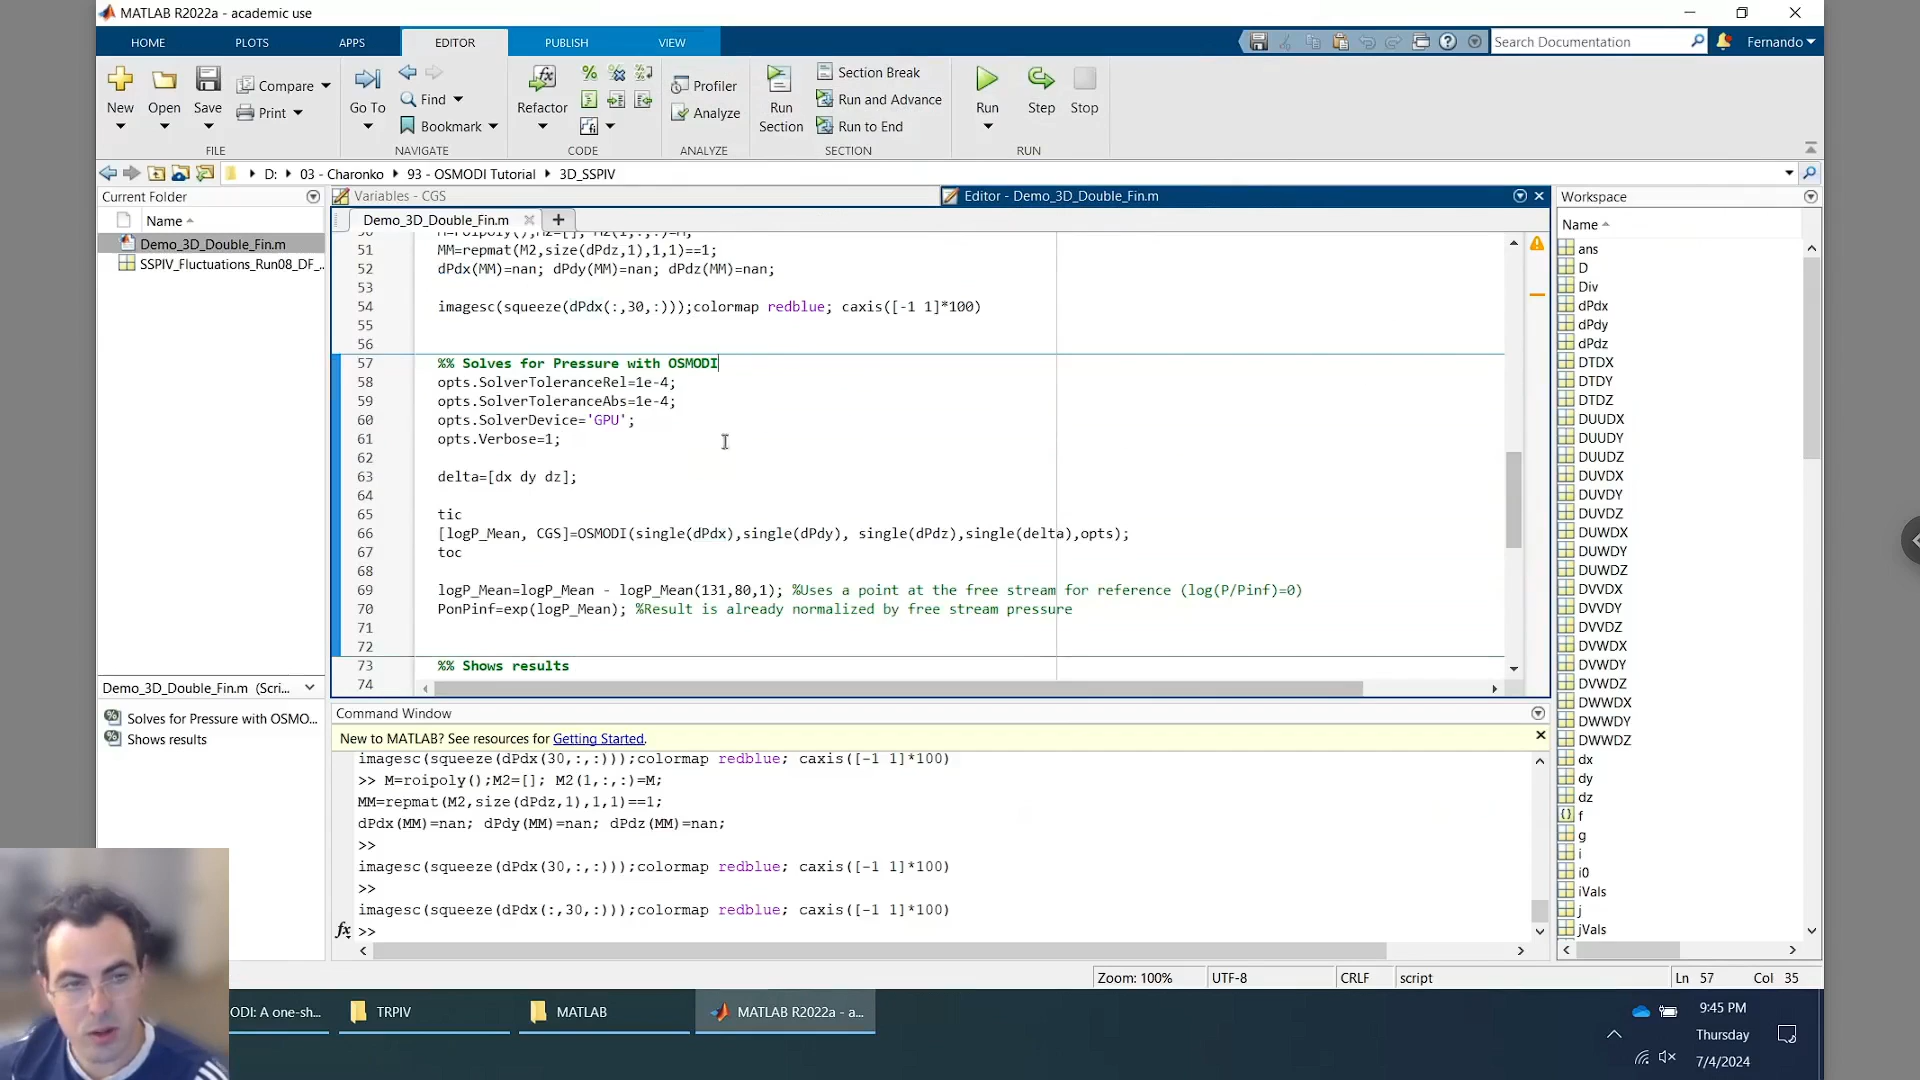 MATLAB R2022a - academic use
HOME PLOTS APPS EDITOR PUBLISH VIEW
Search Documentation
Fernando
New
Open
Save
Compare
Print
FILE
Go To
Find
Bookmark
NAVIGATE
Refactor
CODE
Profiler
Analyze
ANALYZE
Run Section
Section Break
Run and Advance
Run to End
SECTION
Run
Step
Stop
RUN
D: 03 - Charonko 93 - OSMODI Tutorial 3D_SSPIV
Current Folder
Name
Demo_3D_Double_Fin.m
SSPIV_Fluctuations_Run08_DF_...
Demo_3D_Double_Fin.m (Scri...
Solves for Pressure with OSMO...
Shows results
Variables - CGS
Editor - Demo_3D_Double_Fin.m
Demo_3D_Double_Fin.m
50 M=roipoly();M2=[]; M2(1,:,:)=M;
51 MM=repmat(M2,size(dPdz,1),1,1)==1;
52 dPdx(MM)=nan; dPdy(MM)=nan; dPdz(MM)=nan;
53
54 imagesc(squeeze(dPdx(:,30,:)));colormap redblue; caxis([-1 1]*100)
55
56
57 %% Solves for Pressure with OSMODI
58 opts.SolverToleranceRel=1e-4;
59 opts.SolverToleranceAbs=1e-4;
60 opts.SolverDevice='GPU';
61 opts.Verbose=1;
62
63 delta=[dx dy dz];
64
65 tic
66 [logP_Mean, CGS]=OSMODI(single(dPdx),single(dPdy), single(dPdz),single(delta),opts);
67 toc
68
69 logP_Mean=logP_Mean - logP_Mean(131,80,1); %Uses a point at the free stream for reference (log(P/Pinf)=0)
70 PonPinf=exp(logP_Mean); %Result is already normalized by free stream pressure
71
72
73 %% Shows results
74
Command Window
New to MATLAB? See resources for Getting Started.
imagesc(squeeze(dPdx(30,:,:)));colormap redblue; caxis([-1 1]*100)
>> M=roipoly();M2=[]; M2(1,:,:)=M;
MM=repmat(M2,size(dPdz,1),1,1)==1;
dPdx(MM)=nan; dPdy(MM)=nan; dPdz(MM)=nan;
>>
imagesc(squeeze(dPdx(30,:,:)));colormap redblue; caxis([-1 1]*100)
>>
imagesc(squeeze(dPdx(:,30,:)));colormap redblue; caxis([-1 1]*100)
fx >>
Workspace
Name
ans
D
Div
dPdx
dPdy
dPdz
DTDX
DTDY
DTDZ
DUUDX
DUUDY
DUUDZ
DUVDX
DUVDY
DUVDZ
DUWDX
DUWDY
DUWDZ
DVVDX
DVVDY
DVVDZ
DVWDX
DVWDY
DVWDZ
DWWDX
DWWDY
DWWDZ
dx
dy
dz
f
g
i
i0
iVals
j
jVals
Zoom: 100% UTF-8 CRLF script Ln 57 Col 35
ODI: A one-sh...
TRPIV
MATLAB
MATLAB R2022a - a...
9:45 PM
Thursday
7/4/2024